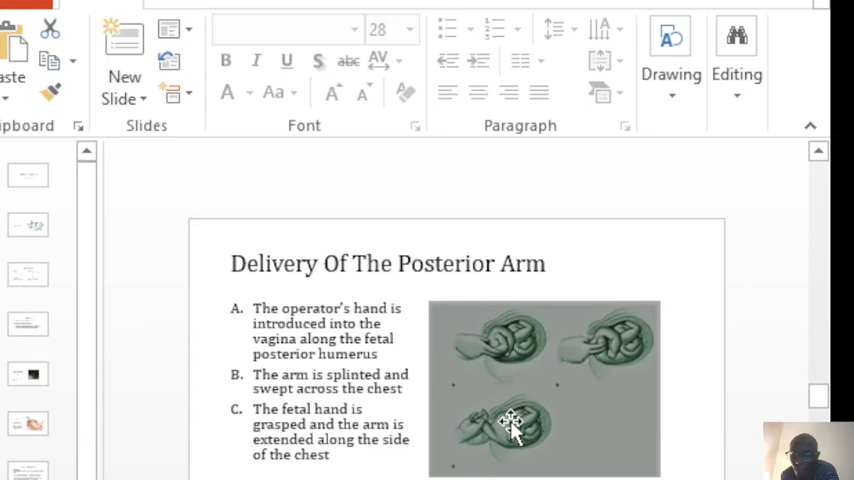 28
B I U S abc AV
A Aa A A
aste
New
Slide
Drawing
Editing
ipboard
Slides
Font
Paragraph
Delivery Of The Posterior Arm
A. The operator's hand is
introduced into the
vagina along the fetal
posterior humerus
B. The arm is splinted and
swept across the chest
C. The fetal hand is
grasped and the arm is
extended along the side
of the chest